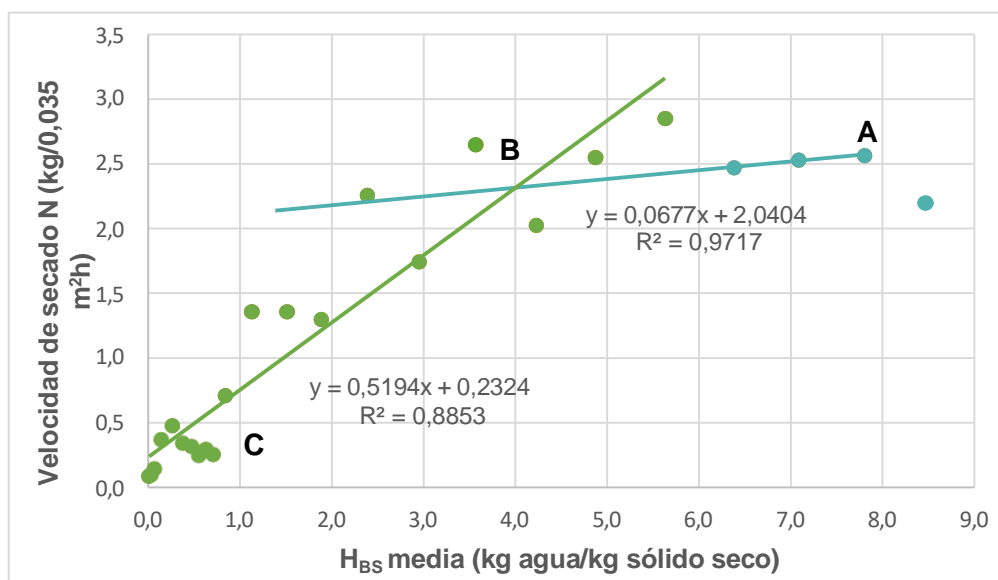 3,5
3,0
2,5
2,0
1,5
1,0
0,5
0,0
Velocidad de secado N (kg/0,035
m²h)
A
B
y = 0,0677x + 2,0404
R² = 0,9717
y = 0,5194x + 0,2324
R² = 0,8853
C
0,0 1,0 2,0 3,0 4,0 5,0 6,0 7,0 8,0 9,0
H_BS media (kg agua/kg sólido seco)